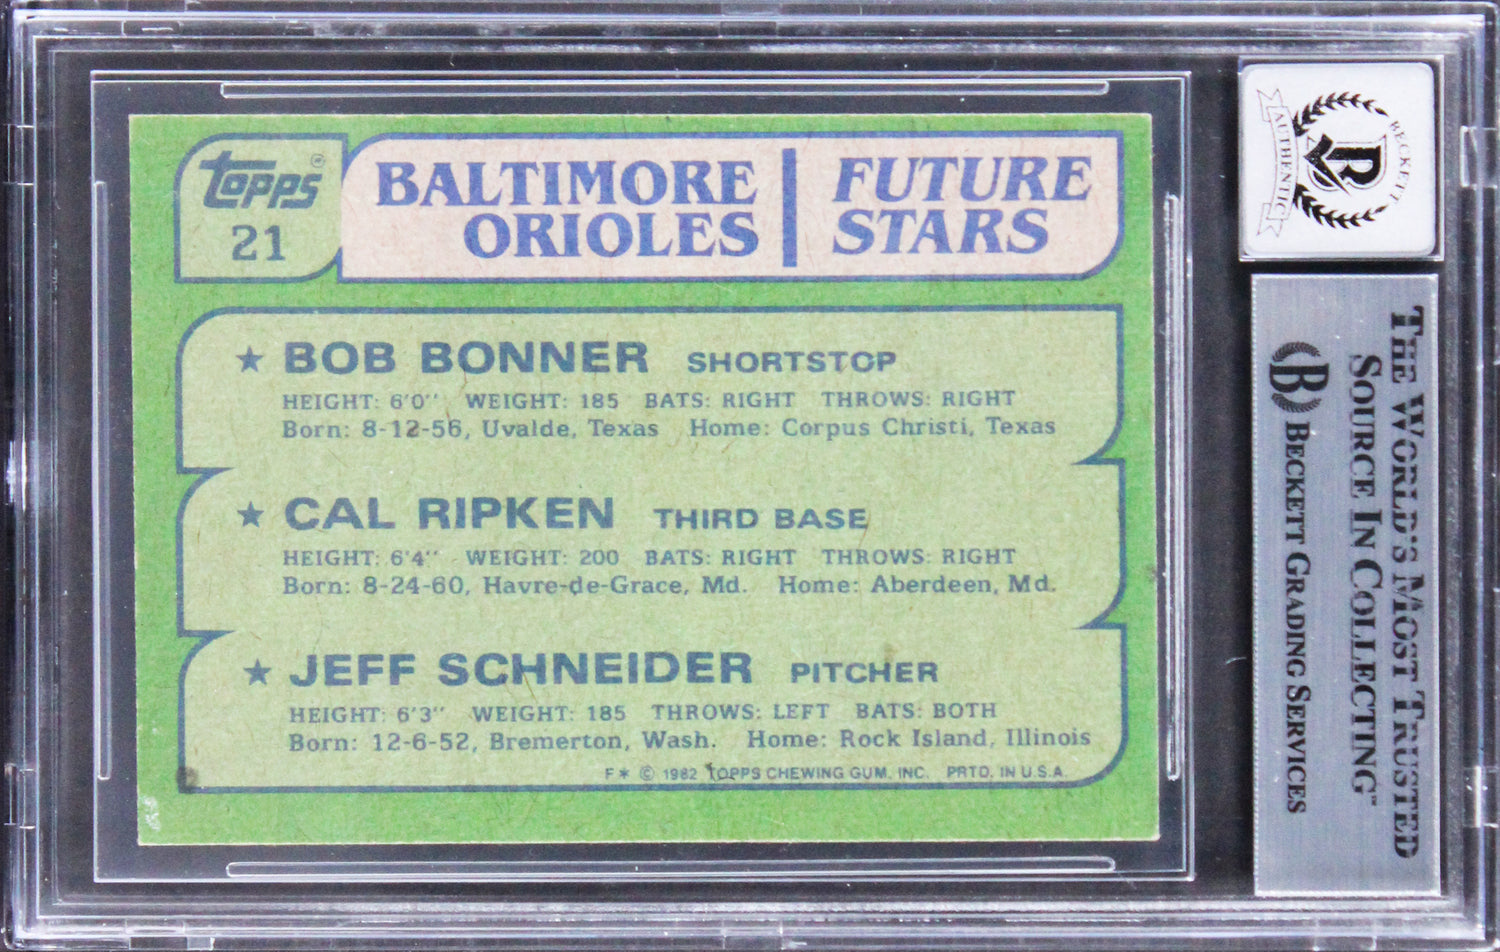 Topps®
21
BALTIMORE
ORIOLES
FUTURE
STARS
★ BOB BONNER SHORTSTOP
HEIGHT: 6'0" WEIGHT: 185 BATS: RIGHT THROWS: RIGHT
Born: 8-12-56, Uvalde, Texas Home: Corpus Christi, Texas
★ CAL RIPKEN THIRD BASE
HEIGHT: 6'4" WEIGHT: 200 BATS: RIGHT THROWS: RIGHT
Born: 8-24-60, Havre-de-Grace, Md. Home: Aberdeen, Md.
★ JEFF SCHNEIDER PITCHER
HEIGHT: 6'3" WEIGHT: 185 THROWS: LEFT BATS: BOTH
Born: 12-6-52, Bremerton, Wash. Home: Rock Island, Illinois
F* © 1982 TOPPS CHEWING GUM, INC. PRTD. IN U.S.A.
BECKETT
AUTHENTIC
B
THE WORLD'S MOST TRUSTED
SOURCE IN COLLECTING™
B BECKETT GRADING SERVICES